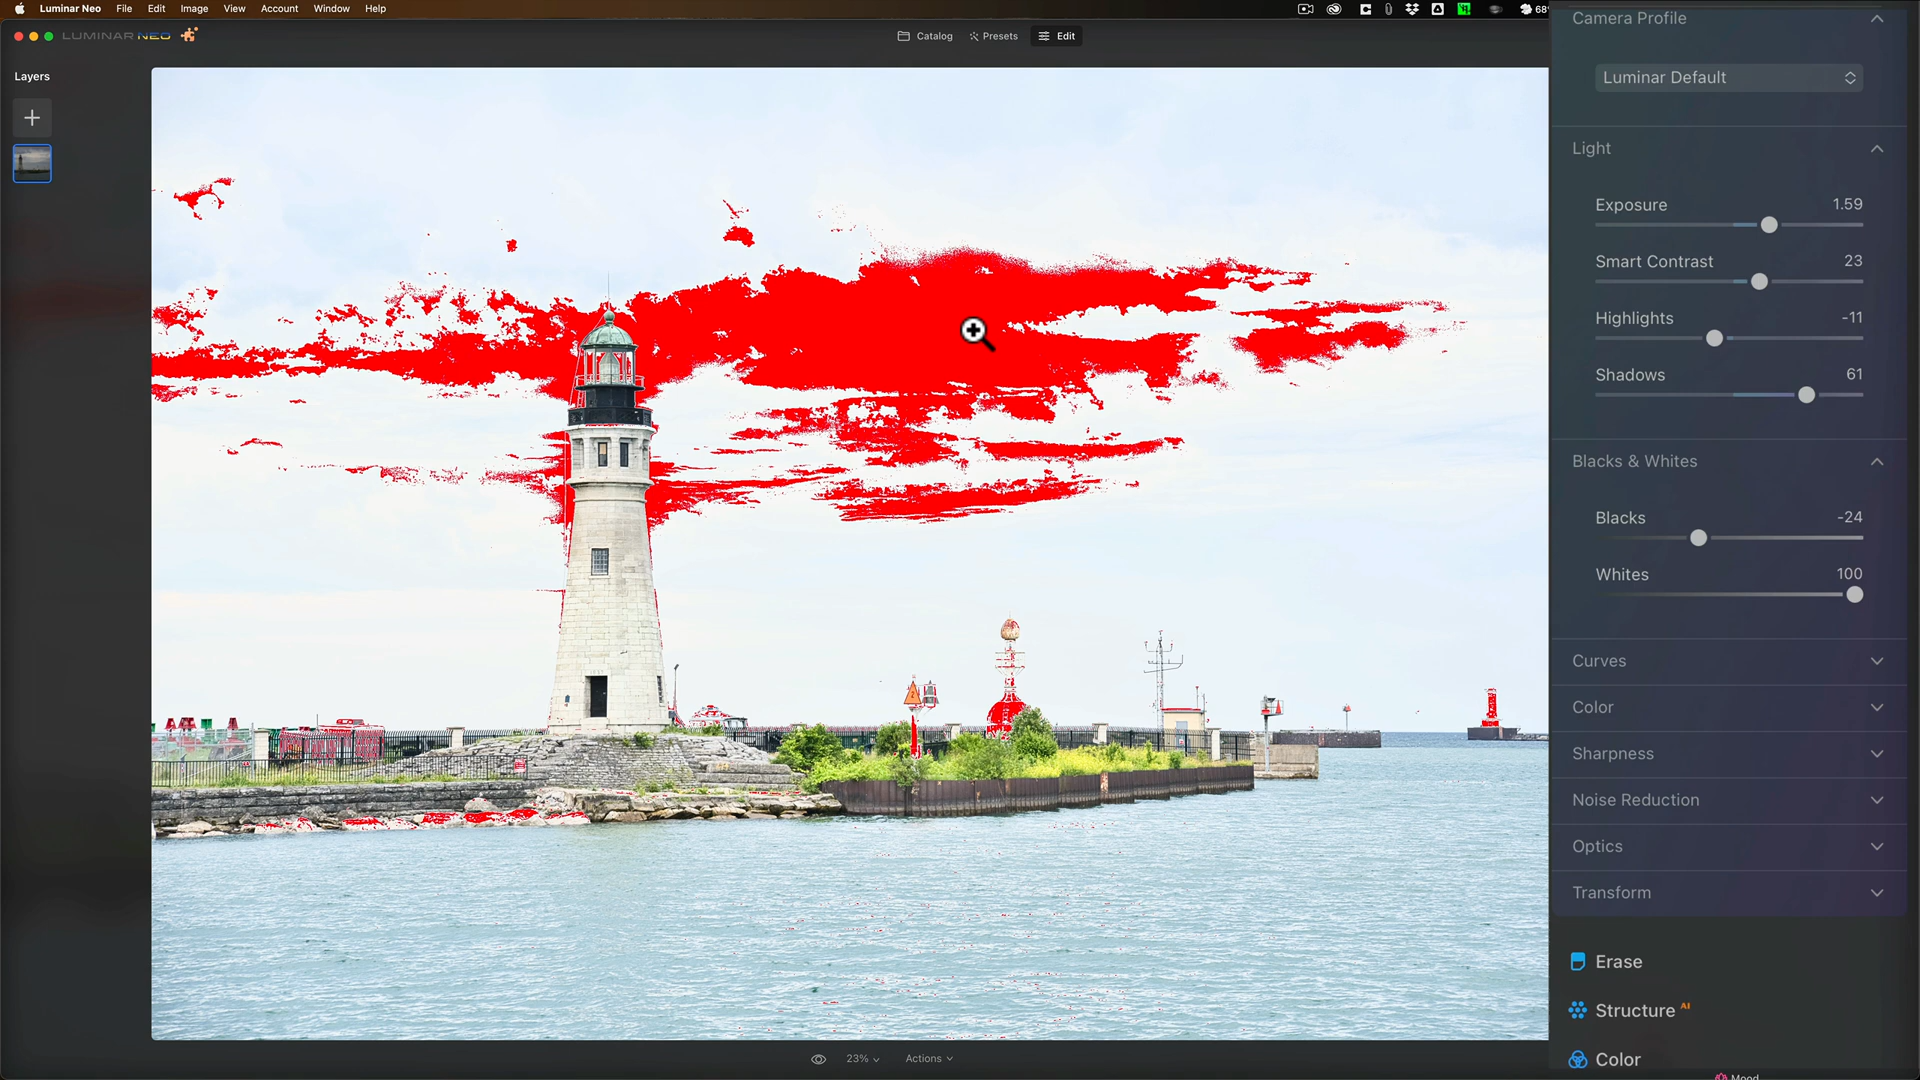 Luminar Neo File Edit Image View Account Window Help
68%
LUMINAR NEO
Catalog Presets Edit
Layers
Camera Profile
Luminar Default
Light
Exposure 1.59
Smart Contrast 23
Highlights -11
Shadows 61
Blacks & Whites
Blacks -24
Whites 100
Curves
Color
Sharpness
Noise Reduction
Optics
Transform
Erase
Structure AI
Color
Mood
23% Actions